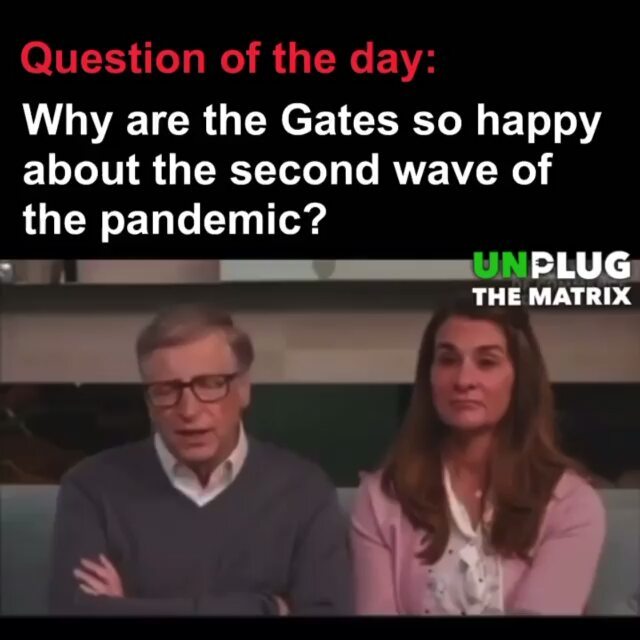 Question of the day:
Why are the Gates so happy
about the second wave of
the pandemic?
UNPLUG
THE MATRIX